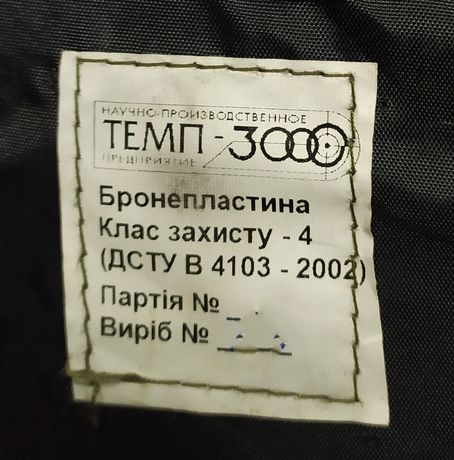 НАУЧНО-ПРОИЗВОДСТВЕННОЕ
ТЕМП-3000
ПРЕДПРИЯТИЕ
Бронепластина
Клас захисту - 4
(ДСТУ В 4103 - 2002)
Партія №
Виріб №